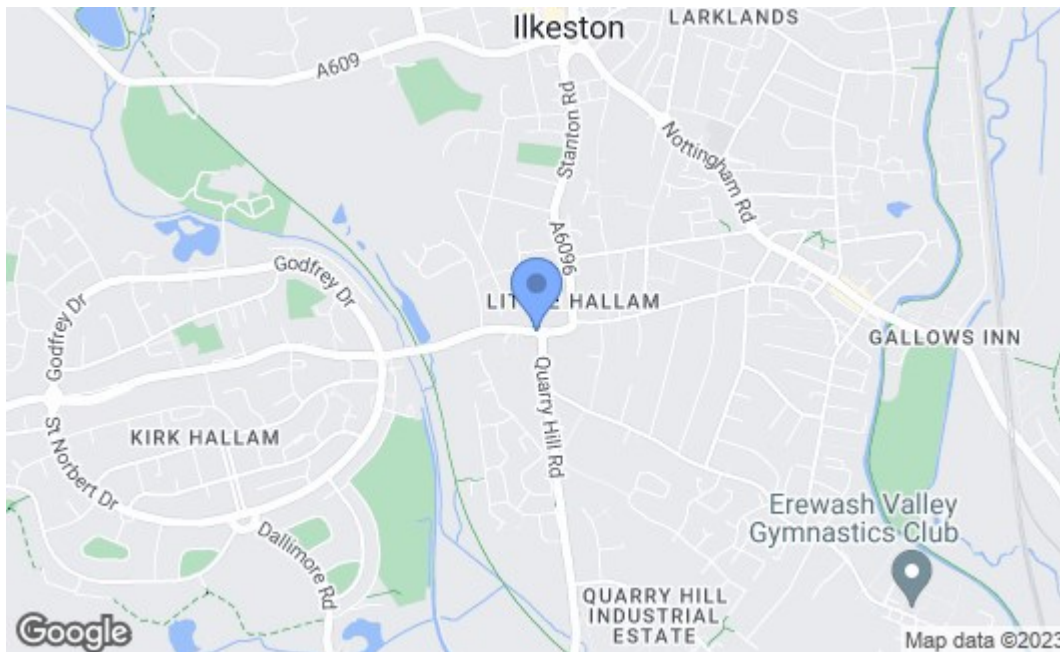 LARKLANDS
Ilkeston
A609
Stanton Rd
Nottingham Rd
A6096
Godfrey Dr
Godfrey Dr
LITTLE HALLAM
GALLOWS INN
Quarry Hill Rd
St Norbert Dr
KIRK HALLAM
Erewash Valley
Gymnastics Club
Dallimore Rd
QUARRY HILL
INDUSTRIAL
ESTATE
Google
Map data ©2023